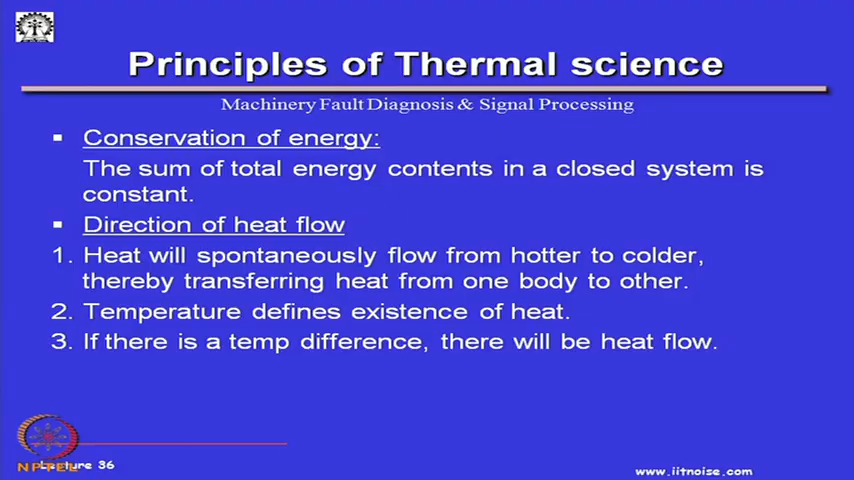 Principles of Thermal science
Machinery Fault Diagnosis & Signal Processing
▪ Conservation of energy:
The sum of total energy contents in a closed system is
constant.
▪ Direction of heat flow
1. Heat will spontaneously flow from hotter to colder,
thereby transferring heat from one body to other.
2. Temperature defines existence of heat.
3. If there is a temp difference, there will be heat flow.
NPTEL
Lecture 36
www.iitnoise.com